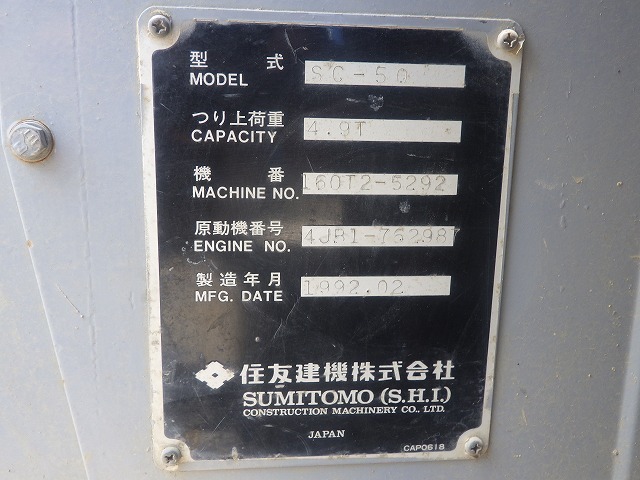 型 式
MODEL SC-50
つり上荷重
CAPACITY 4.9T
機 番
MACHINE NO. 160T2-5292
原動機番号
ENGINE NO. 4JB1-762987
製造年月
MFG. DATE 1992.02
住友建機株式会社
SUMITOMO (S.H.I.)
CONSTRUCTION MACHINERY CO., LTD.
JAPAN
CAP0618